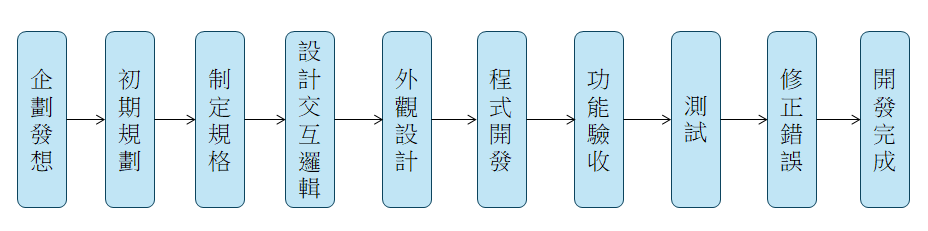 企劃發想
初期規劃
制定規格
設計交互邏輯
外觀設計
程式開發
功能驗收
測試
修正錯誤
開發完成